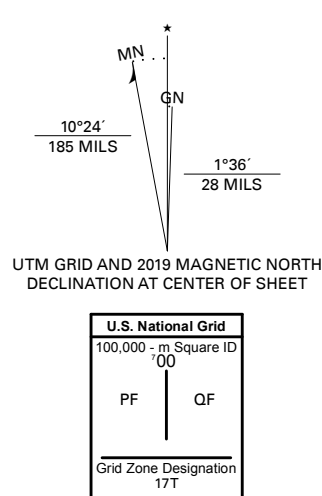 ★
MN
GN
10°24´
185 MILS
1°36´
28 MILS
UTM GRID AND 2019 MAGNETIC NORTH
DECLINATION AT CENTER OF SHEET
U.S. National Grid
100,000 - m Square ID
⁷00
PF QF
Grid Zone Designation
17T